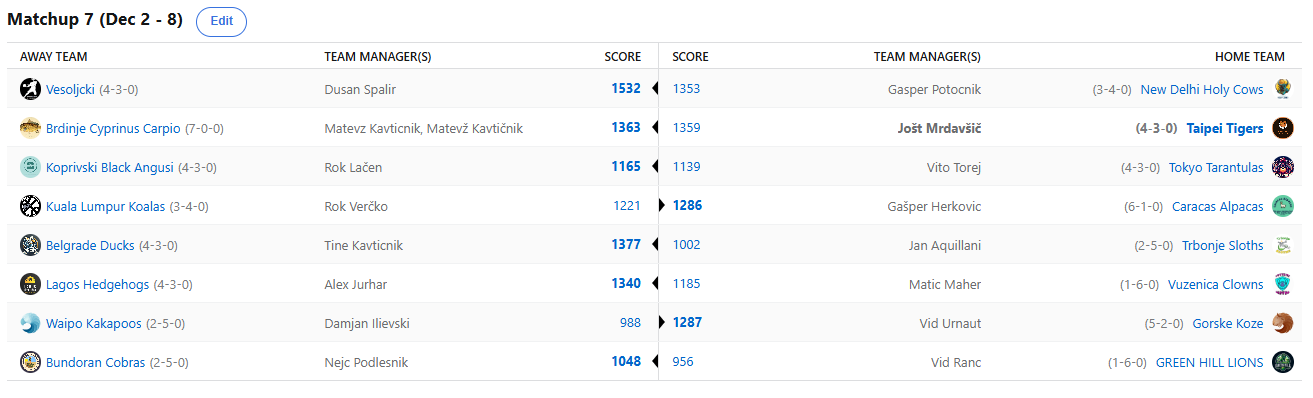 Matchup 7 (Dec 2 - 8) Edit
AWAY TEAM TEAM MANAGER(S) SCORE SCORE TEAM MANAGER(S) HOME TEAM
Vesoljcki (4-3-0) Dusan Spalir 1532 1353 Gasper Potocnik (3-4-0) New Delhi Holy Cows
Brdinje Cyprinus Carpio (7-0-0) Matevz Kavticnik, Matevž Kavtičnik 1363 1359 Jošt Mrdavšič (4-3-0) Taipei Tigers
Koprivski Black Angusi (4-3-0) Rok Lačen 1165 1139 Vito Torej (4-3-0) Tokyo Tarantulas
Kuala Lumpur Koalas (3-4-0) Rok Verčko 1221 1286 Gašper Herkovic (6-1-0) Caracas Alpacas
Belgrade Ducks (4-3-0) Tine Kavticnik 1377 1002 Jan Aquillani (2-5-0) Trbonje Sloths
Lagos Hedgehogs (4-3-0) Alex Jurhar 1340 1185 Matic Maher (1-6-0) Vuzenica Clowns
Waipo Kakapoos (2-5-0) Damjan Ilievski 988 1287 Vid Urnaut (5-2-0) Gorske Koze
Bundoran Cobras (2-5-0) Nejc Podlesnik 1048 956 Vid Ranc (1-6-0) GREEN HILL LIONS